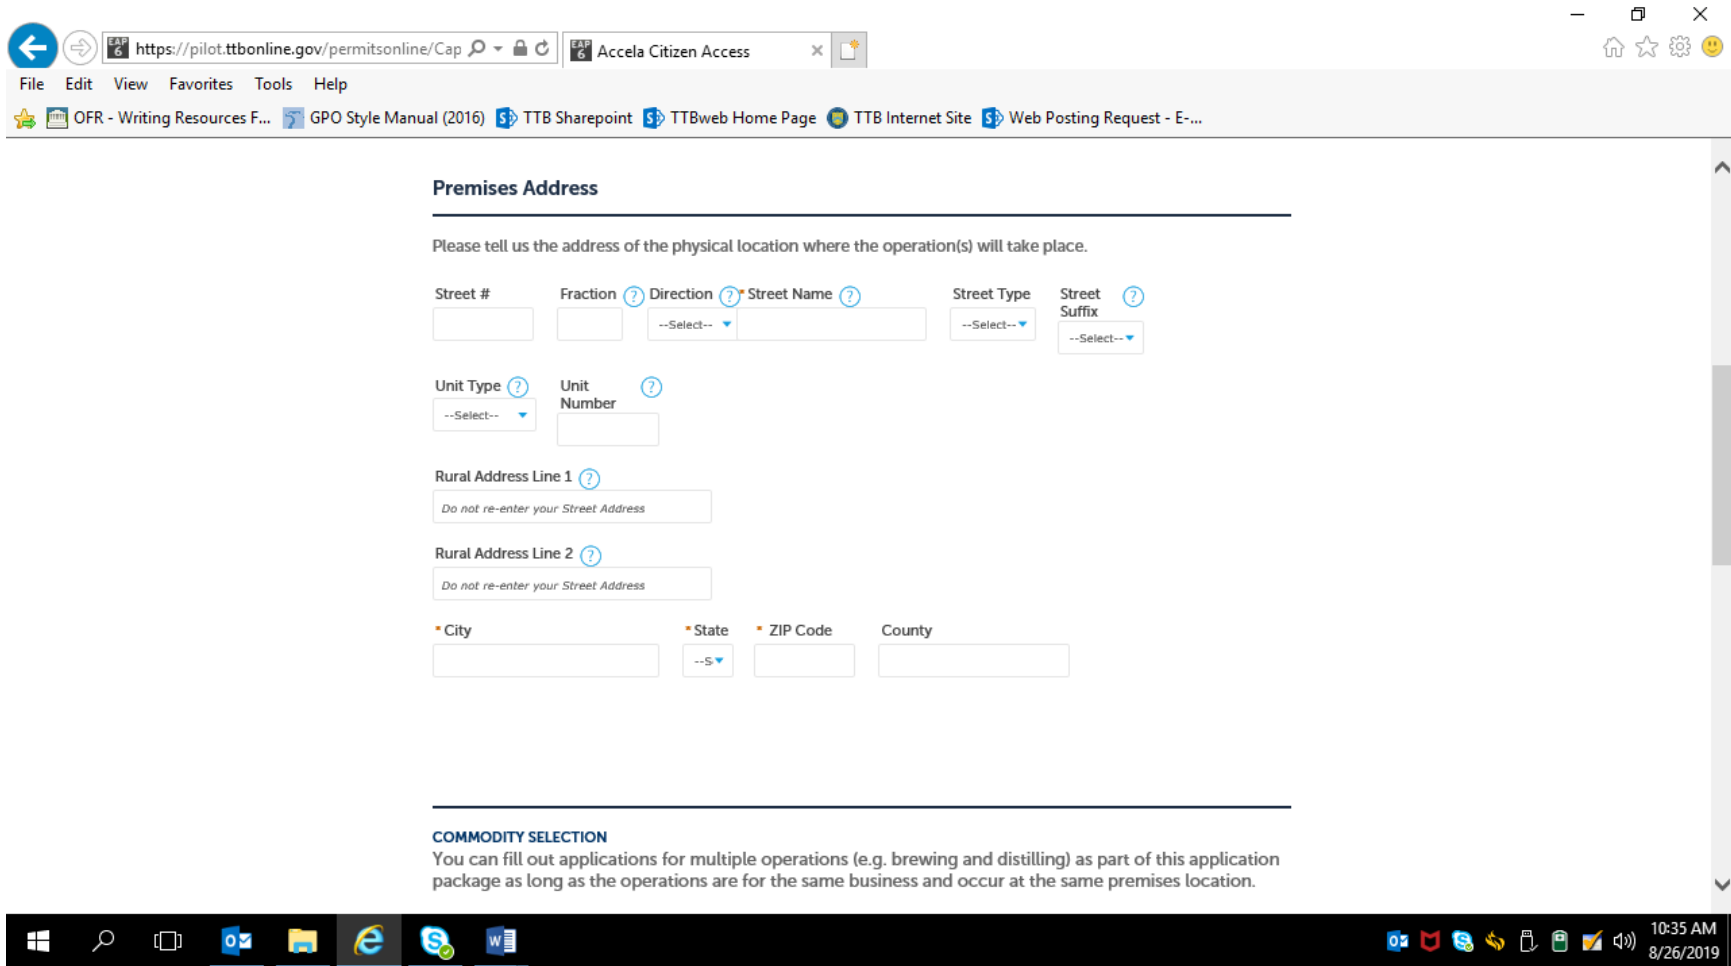 https://pilot.ttbonline.gov/permitsonline/Cap
Accela Citizen Access
File Edit View Favorites Tools Help
OFR - Writing Resources F... GPO Style Manual (2016) TTB Sharepoint TTBweb Home Page TTB Internet Site Web Posting Request - E-...
Premises Address
Please tell us the address of the physical location where the operation(s) will take place.
Street # Fraction ? Direction ? * Street Name ? Street Type Street Suffix ?
--Select-- --Select-- --Select--
Unit Type ? Unit Number ?
--Select--
Rural Address Line 1 ?
Do not re-enter your Street Address
Rural Address Line 2 ?
Do not re-enter your Street Address
* City * State * ZIP Code County
--S
COMMODITY SELECTION
You can fill out applications for multiple operations (e.g. brewing and distilling) as part of this application
package as long as the operations are for the same business and occur at the same premises location.
10:35 AM
8/26/2019